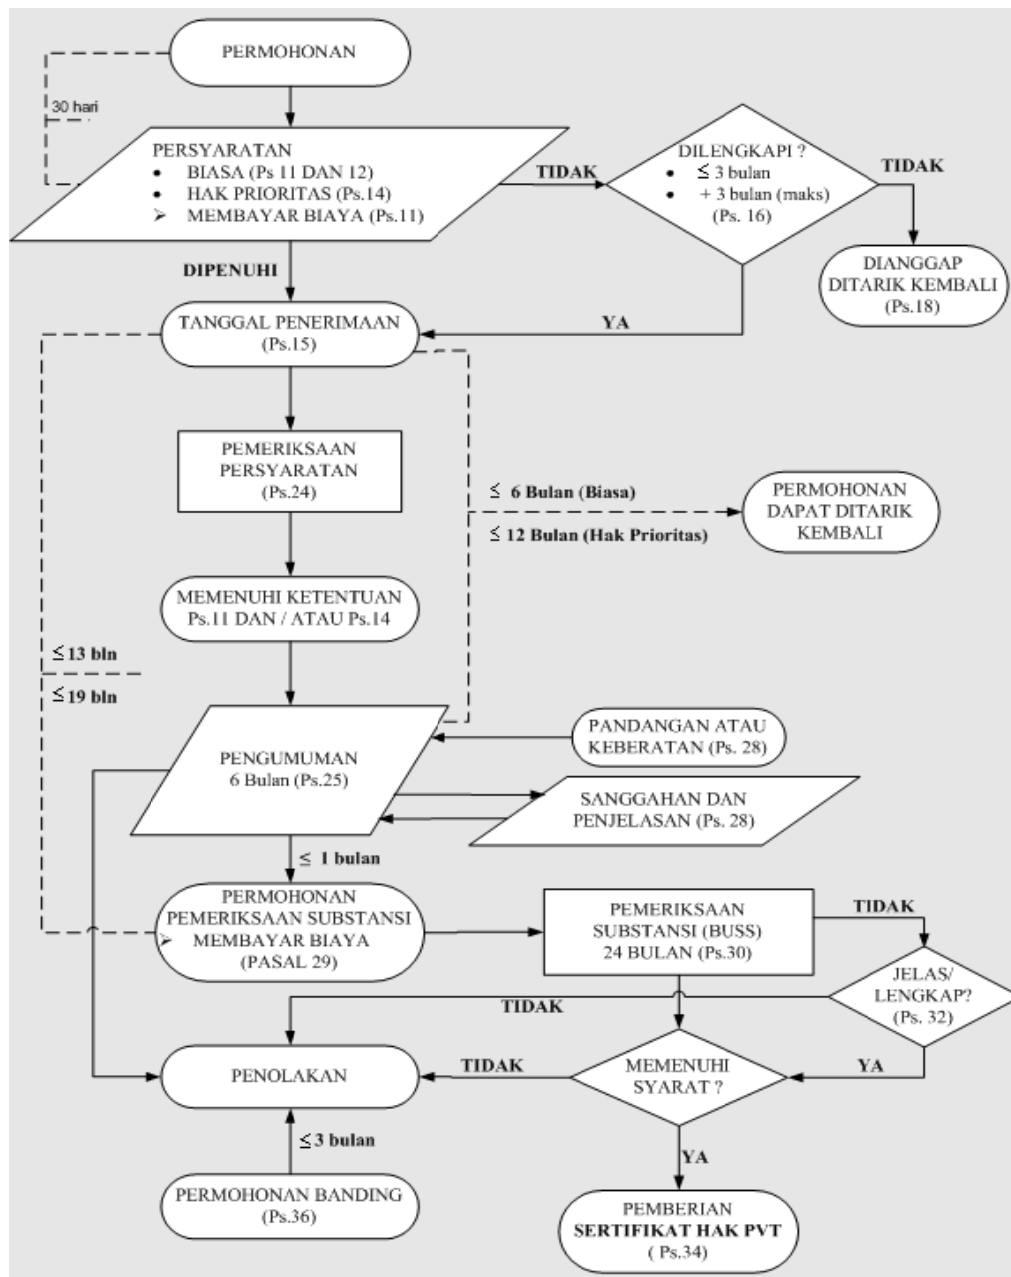 PERMOHONAN
30 hari
PERSYARATAN
• BIASA (Ps 11 DAN 12)
• HAK PRIORITAS (Ps.14)
➢ MEMBAYAR BIAYA (Ps.11)
TIDAK
DILENGKAPI ?
• ≤ 3 bulan
• + 3 bulan (maks)
(Ps. 16)
TIDAK
DIANGGAP
DITARIK KEMBALI
(Ps.18)
DIPENUHI
YA
TANGGAL PENERIMAAN
(Ps.15)
PEMERIKSAAN
PERSYARATAN
(Ps.24)
≤ 6 Bulan (Biasa)
≤ 12 Bulan (Hak Prioritas)
PERMOHONAN
DAPAT DITARIK
KEMBALI
MEMENUHI KETENTUAN
Ps.11 DAN / ATAU Ps.14
≤ 13 bln
≤ 19 bln
PENGUMUMAN
6 Bulan (Ps.25)
PANDANGAN ATAU
KEBERATAN (Ps. 28)
SANGGAHAN DAN
PENJELASAN (Ps. 28)
≤ 1 bulan
PERMOHONAN
PEMERIKSAAN SUBSTANSI
➢ MEMBAYAR BIAYA
(PASAL 29)
PEMERIKSAAN
SUBSTANSI (BUSS)
24 BULAN (Ps.30)
TIDAK
JELAS/
LENGKAP?
(Ps. 32)
TIDAK
YA
MEMENUHI
SYARAT ?
TIDAK
PENOLAKAN
≤ 3 bulan
PERMOHONAN BANDING
(Ps.36)
YA
PEMBERIAN
SERTIFIKAT HAK PVT
( Ps.34)